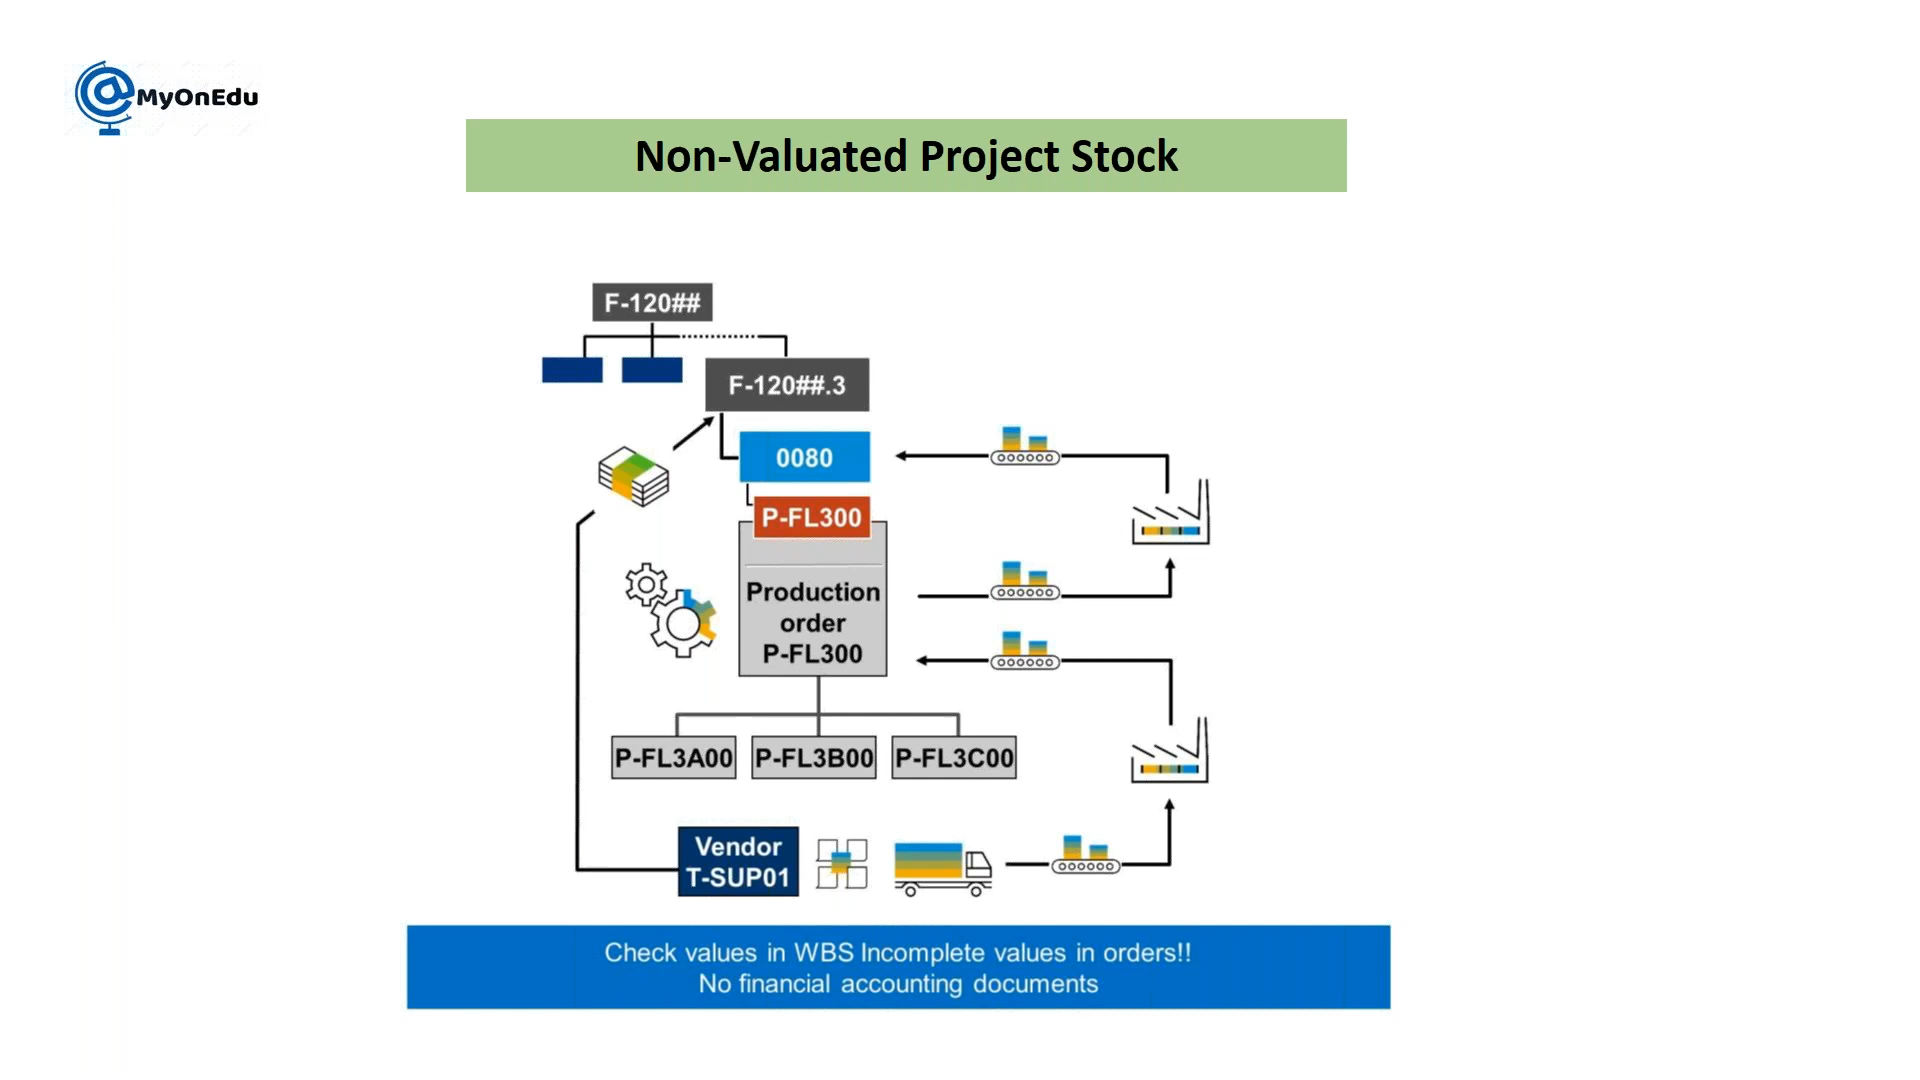 @MyOnEdu
Non-Valuated Project Stock
F-120##
F-120##.3
0080
P-FL300
Production
order
P-FL300
P-FL3A00
P-FL3B00
P-FL3C00
Vendor
T-SUP01
Check values in WBS Incomplete values in orders!!
No financial accounting documents